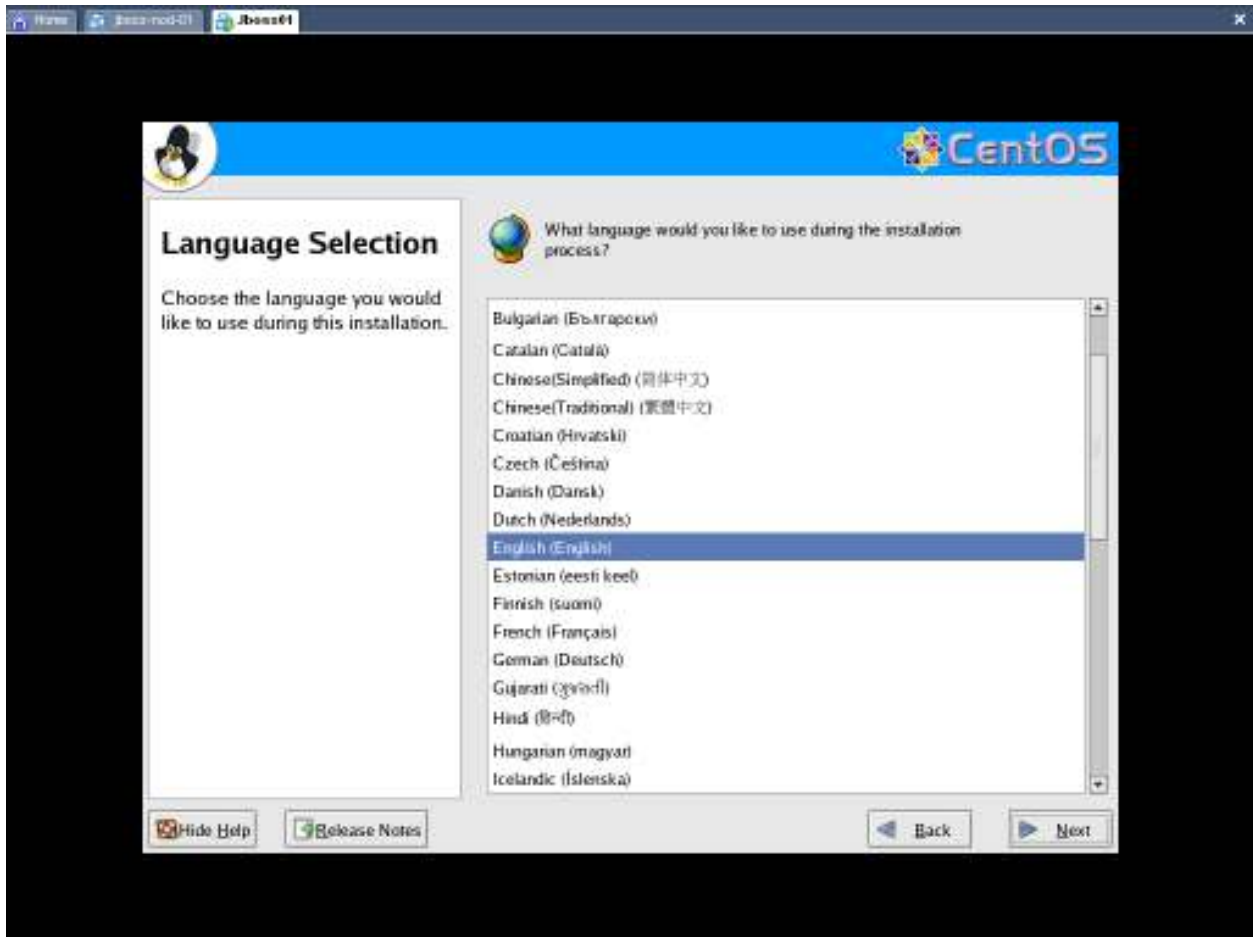 Home
Jboss01
CentOS
Language Selection
Choose the language you would
like to use during this installation.
What language would you like to use during the installation
process?
Bulgarian (Български)
Catalan (Català)
Chinese(Simplified) (简体中文)
Chinese(Traditional) (繁體中文)
Croatian (Hrvatski)
Czech (Čeština)
Danish (Dansk)
Dutch (Nederlands)
English (English)
Estonian (eesti keel)
Finnish (suomi)
French (Français)
German (Deutsch)
Gujarati (ગુજરાતી)
Hindi (हिन्दी)
Hungarian (magyar)
Icelandic (Íslenska)
Hide Help
Release Notes
Back
Next